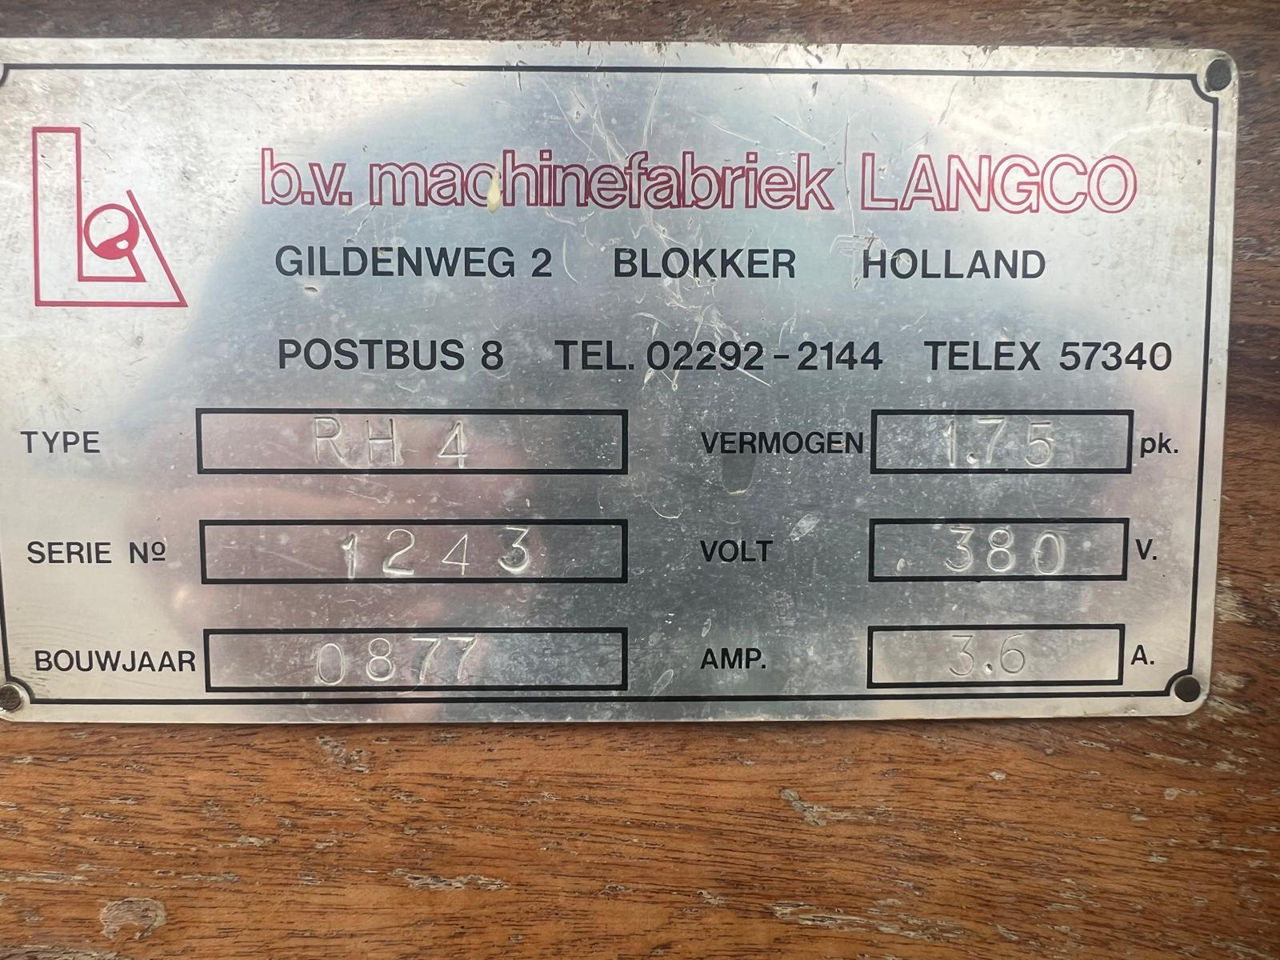 b.v. machinefabriek LANGCO
GILDENWEG 2 BLOKKER HOLLAND
POSTBUS 8 TEL. 02292-2144 TELEX 57340
TYPE RH 4 VERMOGEN 1.75 pk.
SERIE Nº 1243 VOLT 380 V.
BOUWJAAR 0877 AMP. 3.6 A.